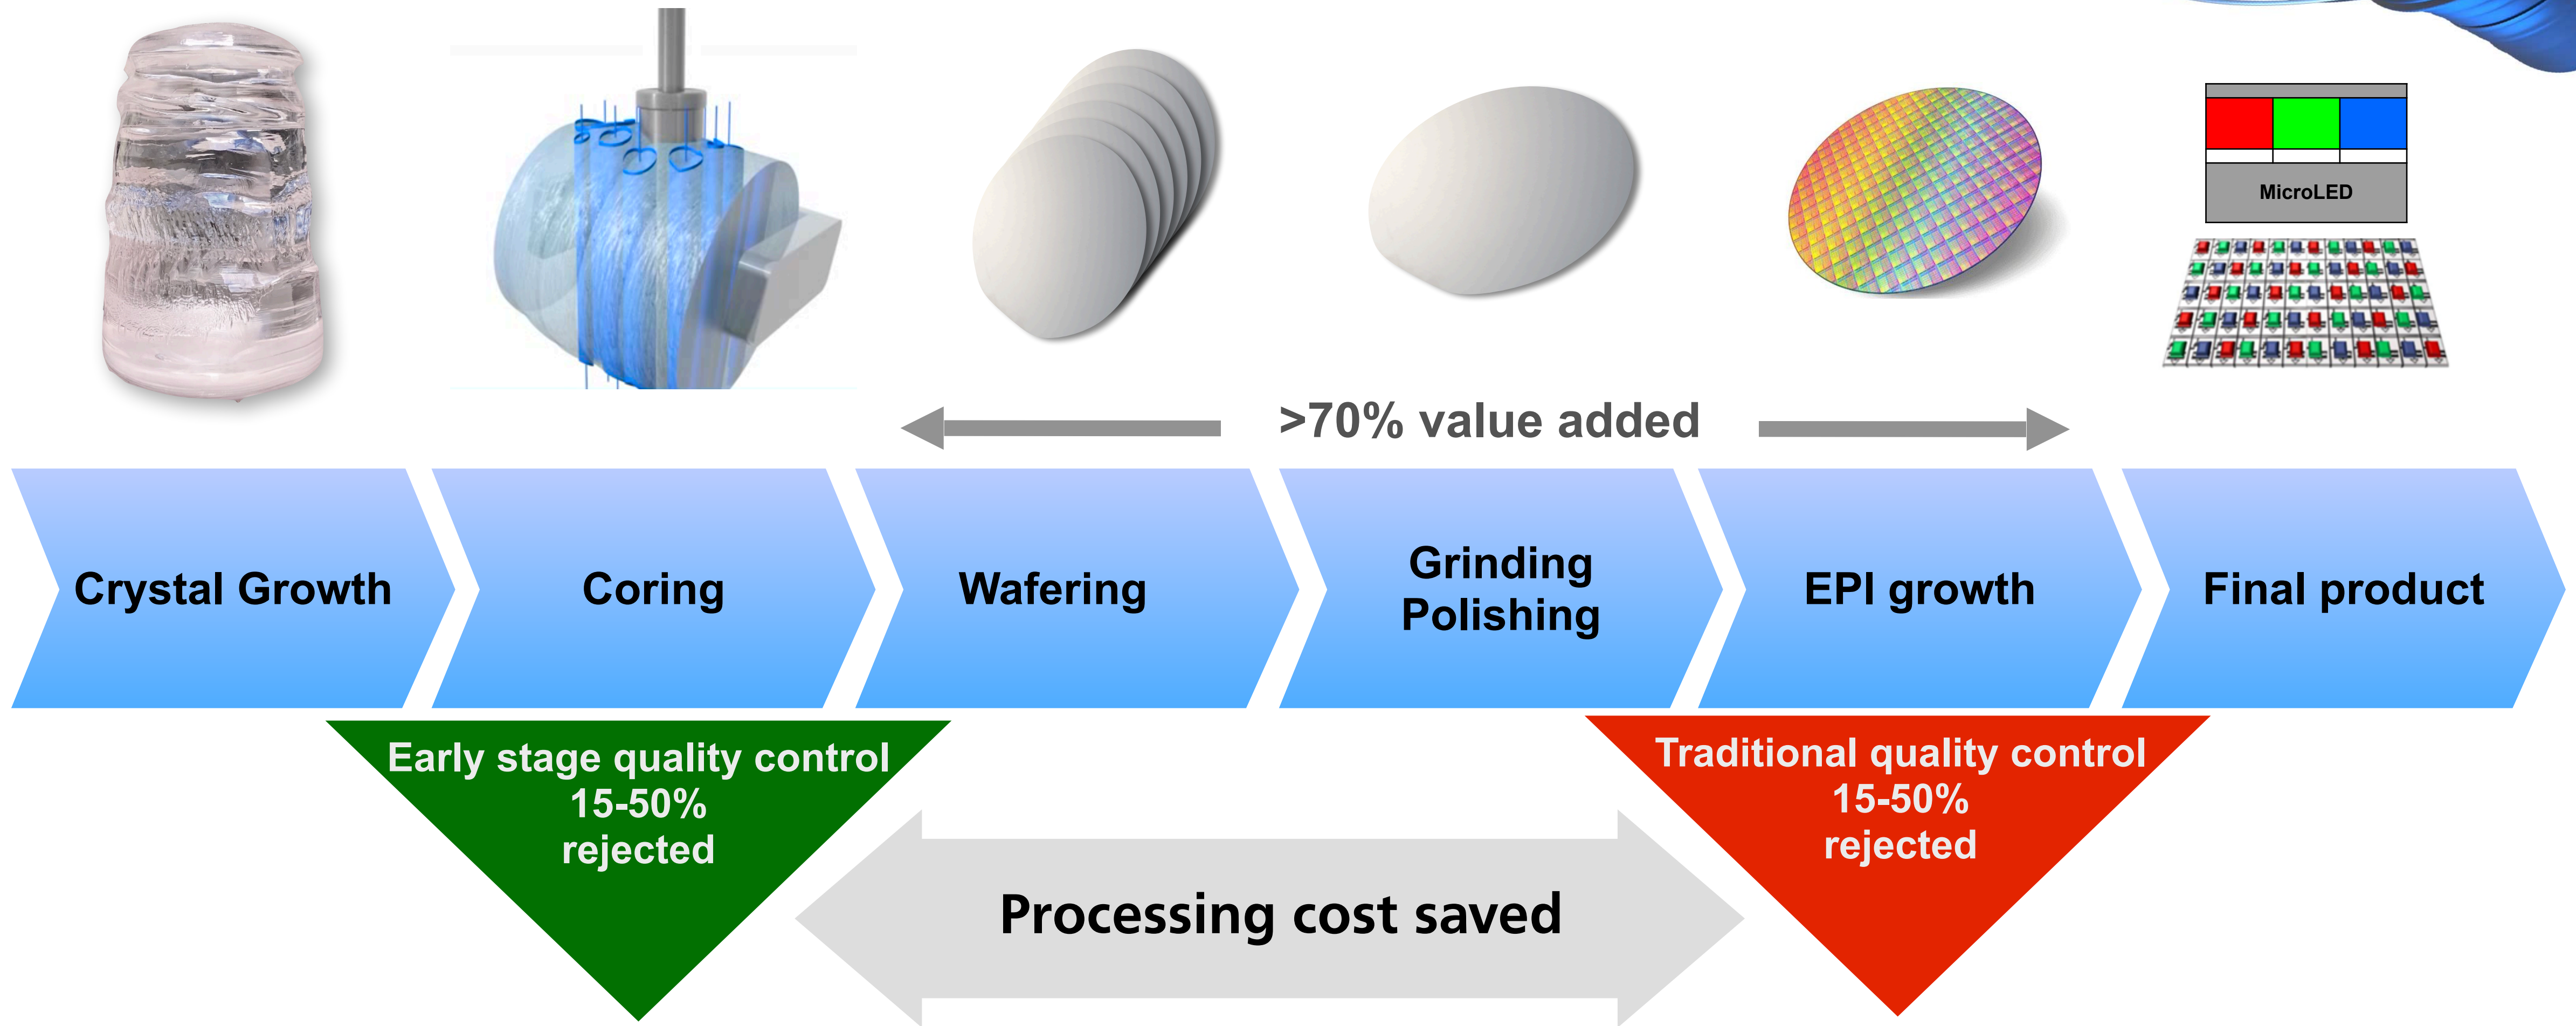 MicroLED
>70% value added
Crystal Growth
Coring
Wafering
Grinding
Polishing
EPI growth
Final product
Early stage quality control
15-50%
rejected
Traditional quality control
15-50%
rejected
Processing cost saved